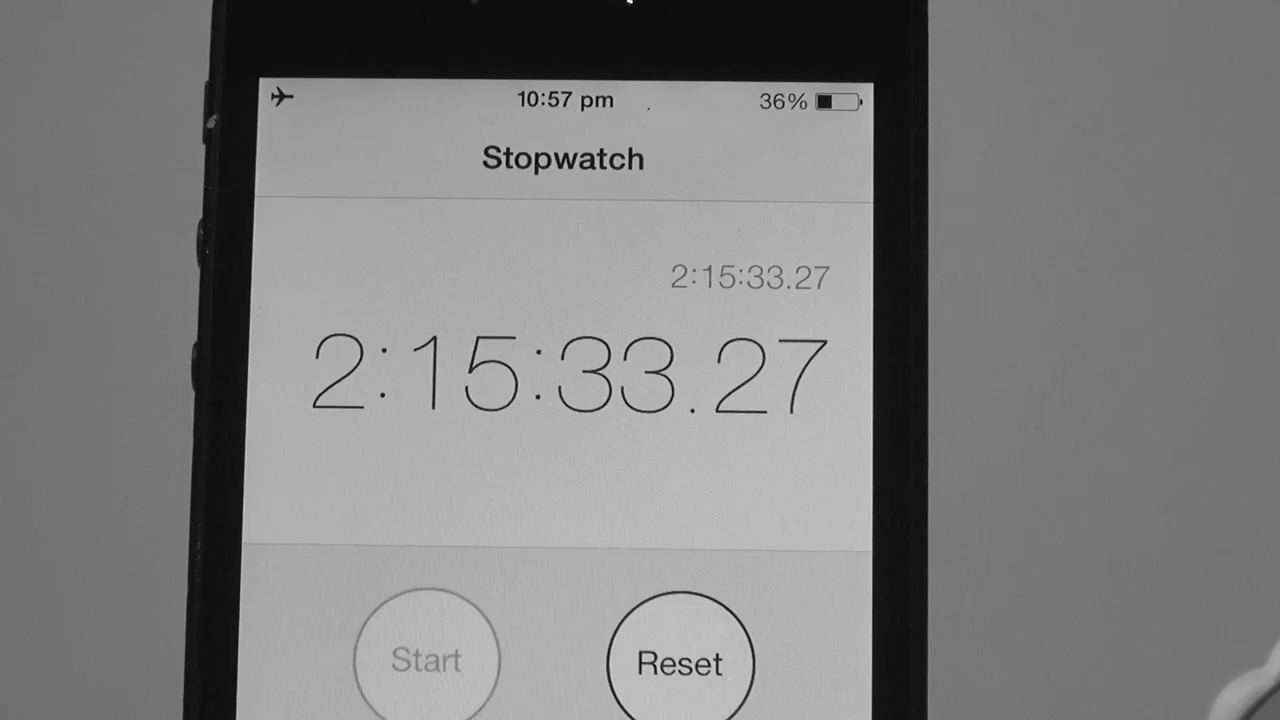 10:57 pm 36%
Stopwatch
2:15:33.27
2:15:33.27
Start Reset